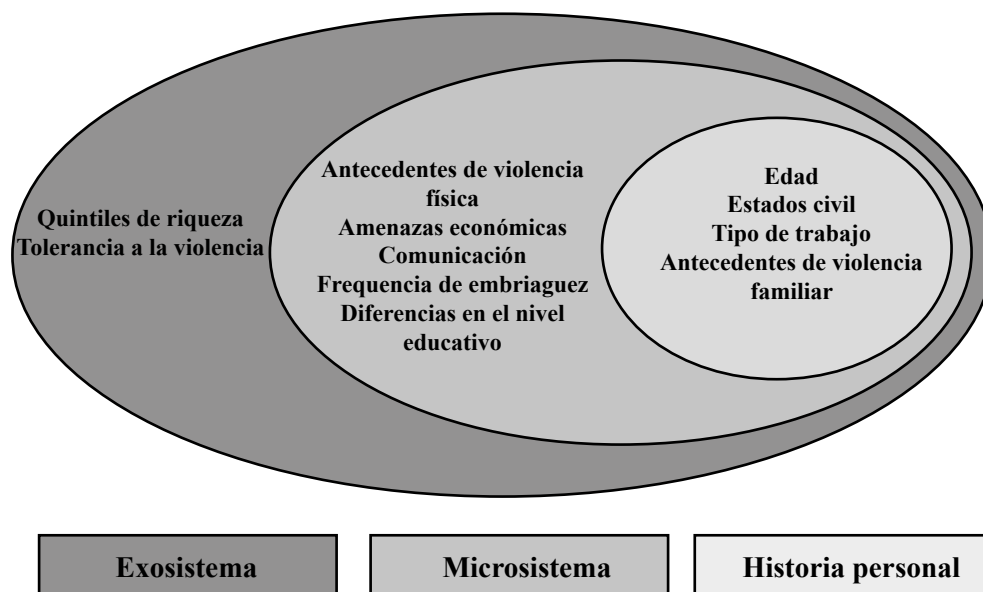 Quintiles de riqueza
Tolerancia a la violencia
Antecedentes de violencia
física
Amenazas económicas
Comunicación
Frequencia de embriaguez
Diferencias en el nivel
educativo
Edad
Estados civil
Tipo de trabajo
Antecedentes de violencia
familiar
Exosistema
Microsistema
Historia personal